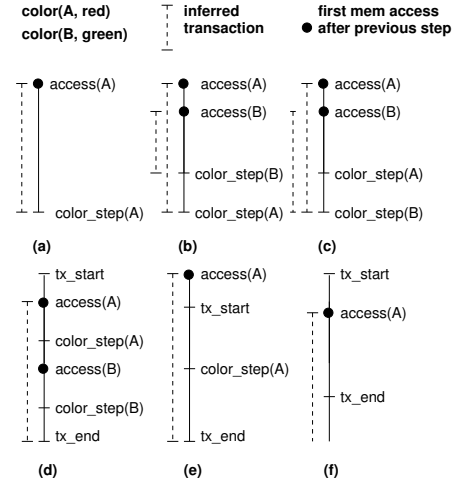 color(A, red)
color(B, green)
inferred
transaction
first mem access
after previous step
access(A)
color_step(A)
(a)
access(A)
access(B)
color_step(B)
color_step(A)
(b)
access(A)
access(B)
color_step(A)
color_step(B)
(c)
tx_start
access(A)
color_step(A)
access(B)
color_step(B)
tx_end
(d)
access(A)
tx_start
color_step(A)
tx_end
(e)
tx_start
access(A)
tx_end
(f)